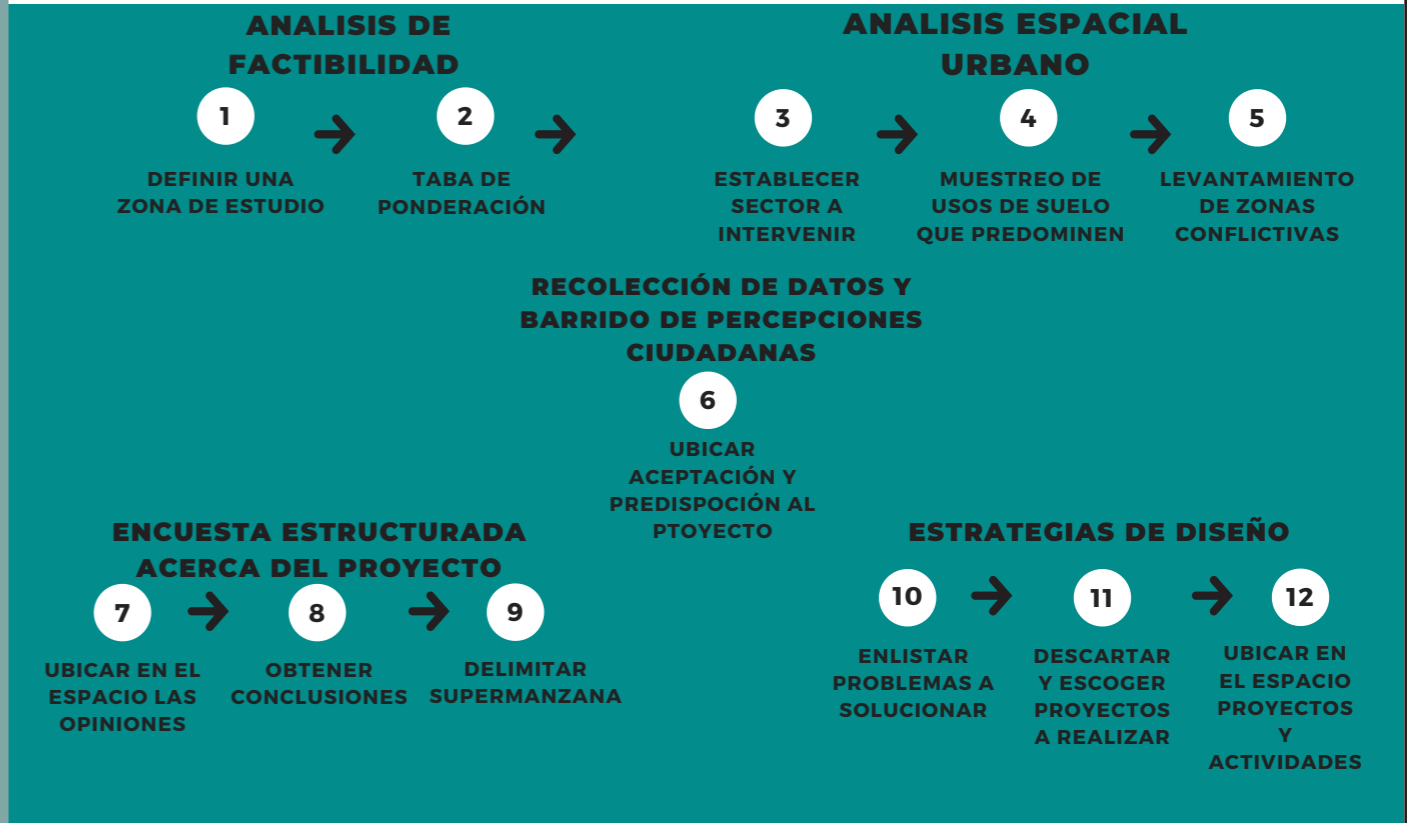 ANALISIS DE
FACTIBILIDAD
1
2
DEFINIR UNA
ZONA DE ESTUDIO
TABA DE
PONDERACIÓN
ANALISIS ESPACIAL
URBANO
3
4
5
ESTABLECER
SECTOR A
INTERVENIR
MUESTREO DE
USOS DE SUELO
QUE PREDOMINEN
LEVANTAMIENTO
DE ZONAS
CONFLICTIVAS
RECOLECCIÓN DE DATOS Y
BARRIDO DE PERCEPCIONES
CIUDADANAS
6
UBICAR
ACEPTACIÓN Y
PREDISPOCIÓN AL
PTOYECTO
ENCUESTA ESTRUCTURADA
ACERCA DEL PROYECTO
7
8
9
UBICAR EN EL
ESPACIO LAS
OPINIONES
OBTENER
CONCLUSIONES
DELIMITAR
SUPERMANZANA
ESTRATEGIAS DE DISEÑO
10
11
12
ENLISTAR
PROBLEMAS A
SOLUCIONAR
DESCARTAR
Y ESCOGER
PROYECTOS
A REALIZAR
UBICAR EN
EL ESPACIO
PROYECTOS
Y
ACTIVIDADES